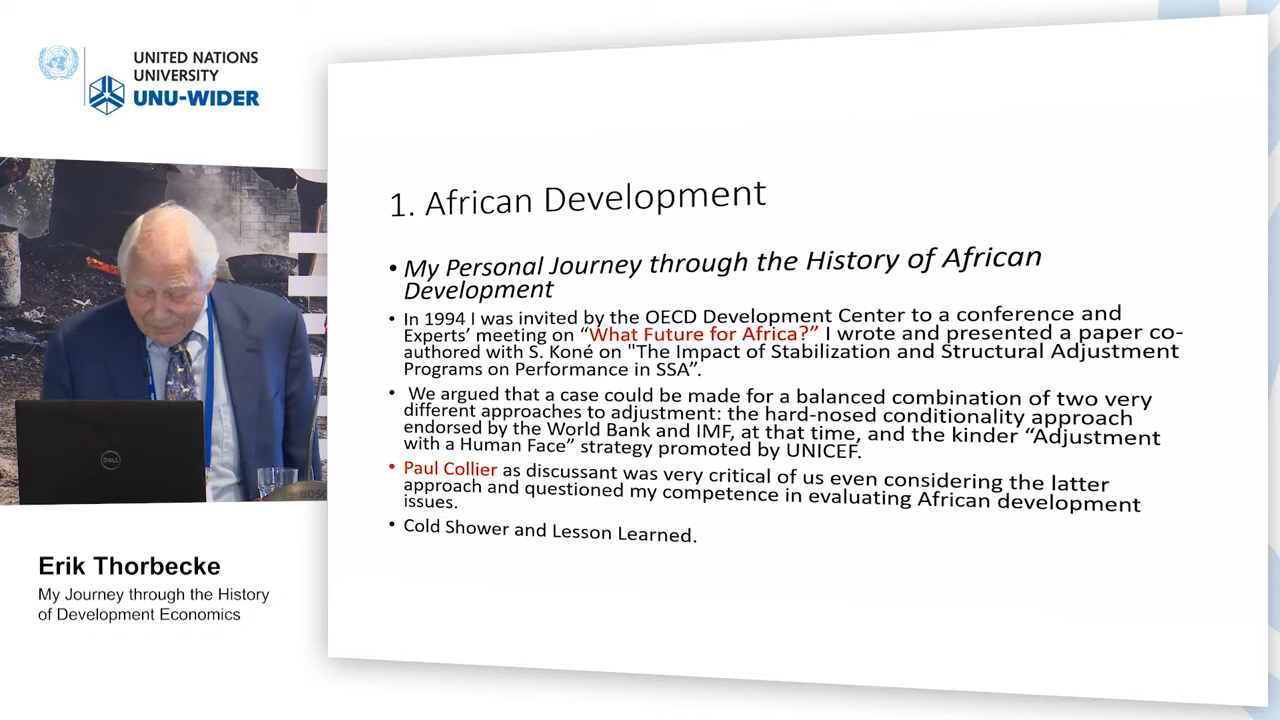 UNITED NATIONS
UNIVERSITY
UNU-WIDER
DELL
Erik Thorbecke
My Journey through the History
of Development Economics
1. African Development
• My Personal Journey through the History of African
Development
• In 1994 I was invited by the OECD Development Center to a conference and
Experts’ meeting on “What Future for Africa?” I wrote and presented a paper co-
authored with S. Koné on "The Impact of Stabilization and Structural Adjustment
Programs on Performance in SSA”.
• We argued that a case could be made for a balanced combination of two very
different approaches to adjustment: the hard-nosed conditionality approach
endorsed by the World Bank and IMF, at that time, and the kinder “Adjustment
with a Human Face” strategy promoted by UNICEF.
• Paul Collier as discussant was very critical of us even considering the latter
approach and questioned my competence in evaluating African development
issues.
• Cold Shower and Lesson Learned.